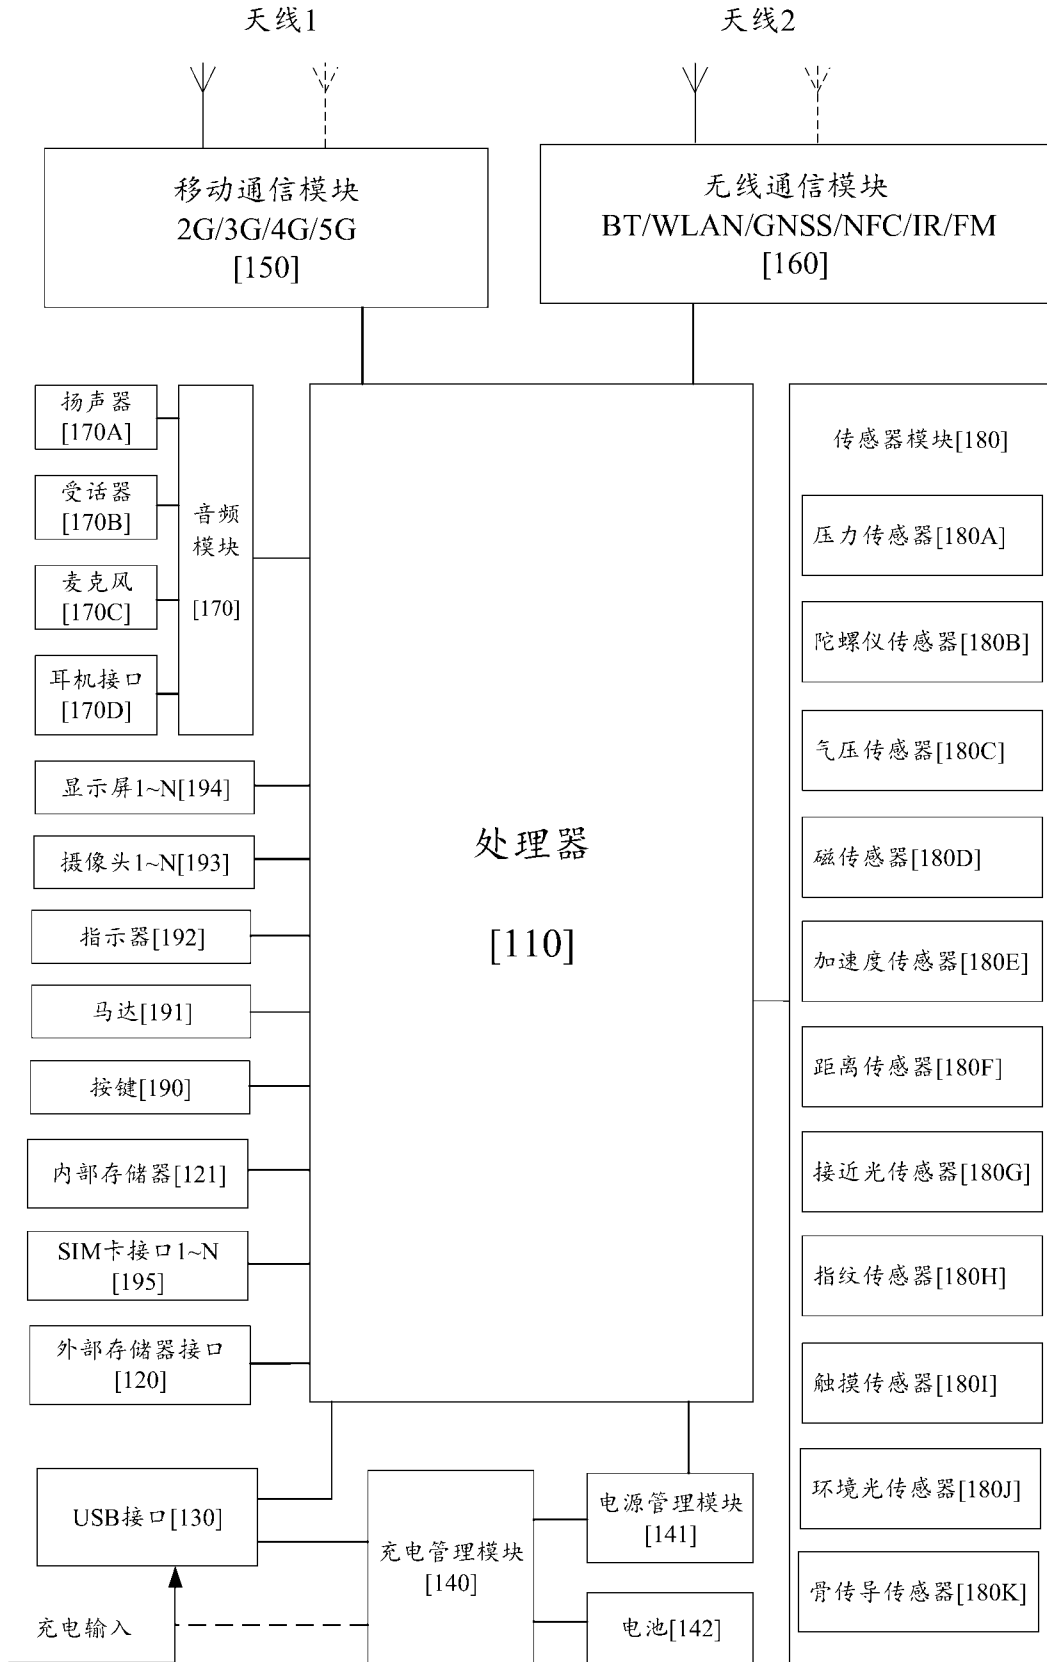 天线1
天线2
移动通信模块
2G/3G/4G/5G
[150]
无线通信模块
BT/WLAN/GNSS/NFC/IR/FM
[160]
扬声器
[170A]
受话器
[170B]
麦克风
[170C]
耳机接口
[170D]
音频
模块
[170]
显示屏1~N[194]
摄像头1~N[193]
指示器[192]
马达[191]
按键[190]
内部存储器[121]
SIM卡接口1~N
[195]
外部存储器接口
[120]
处理器
[110]
传感器模块[180]
压力传感器[180A]
陀螺仪传感器[180B]
气压传感器[180C]
磁传感器[180D]
加速度传感器[180E]
距离传感器[180F]
接近光传感器[180G]
指纹传感器[180H]
触摸传感器[180I]
环境光传感器[180J]
骨传导传感器[180K]
USB接口[130]
充电输入
充电管理模块
[140]
电源管理模块
[141]
电池[142]